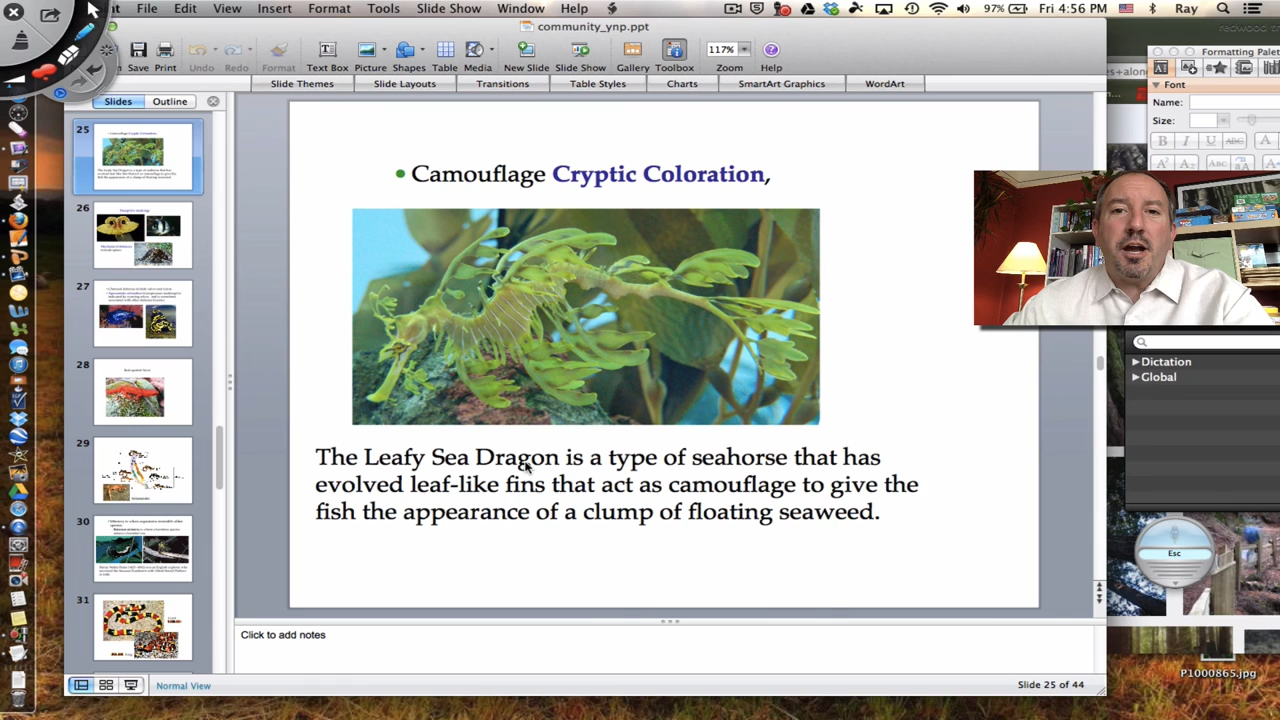 File Edit View Insert Format Tools Slide Show Window Help 97% Fri 4:56 PM Ray
community_ynp.ppt
Save Print Undo Redo Format Text Box Picture Shapes Table Media New Slide Slide Show Gallery Toolbox 117% Zoom Help
Slide Themes Slide Layouts Transitions Table Styles Charts SmartArt Graphics WordArt
Slides Outline
25
26
27
28
29
30
31
• Camouflage Cryptic Coloration,
The Leafy Sea Dragon is a type of seahorse that has
evolved leaf-like fins that act as camouflage to give the
fish the appearance of a clump of floating seaweed.
Click to add notes
Normal View
Slide 25 of 44
Formatting Palet
Font
Name:
Size:
B I U ABC
Dictation
Global
Esc
P1000865.jpg